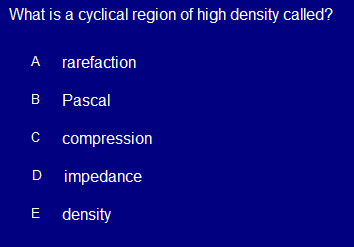 What is a cyclical region of high density called?
A rarefaction
B Pascal
C compression
D impedance
E density